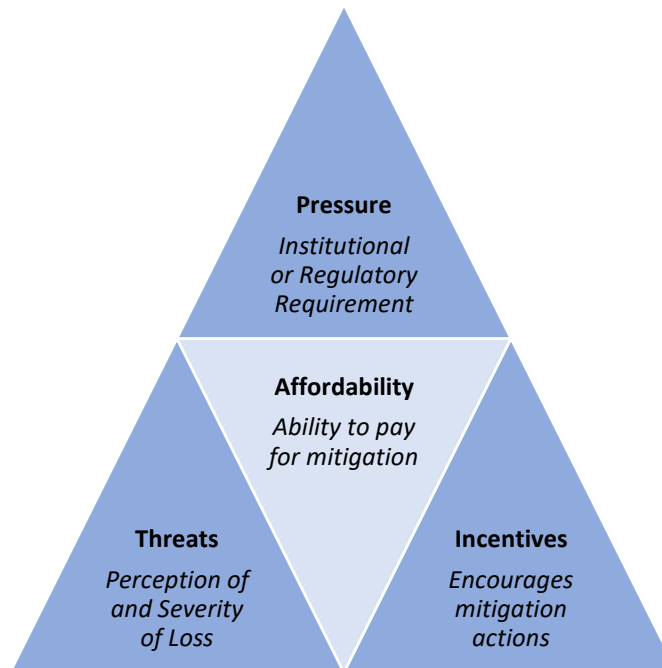 Pressure
Institutional
or Regulatory
Requirement
Affordability
Ability to pay
for mitigation
Threats
Perception of
and Severity
of Loss
Incentives
Encourages
mitigation
actions